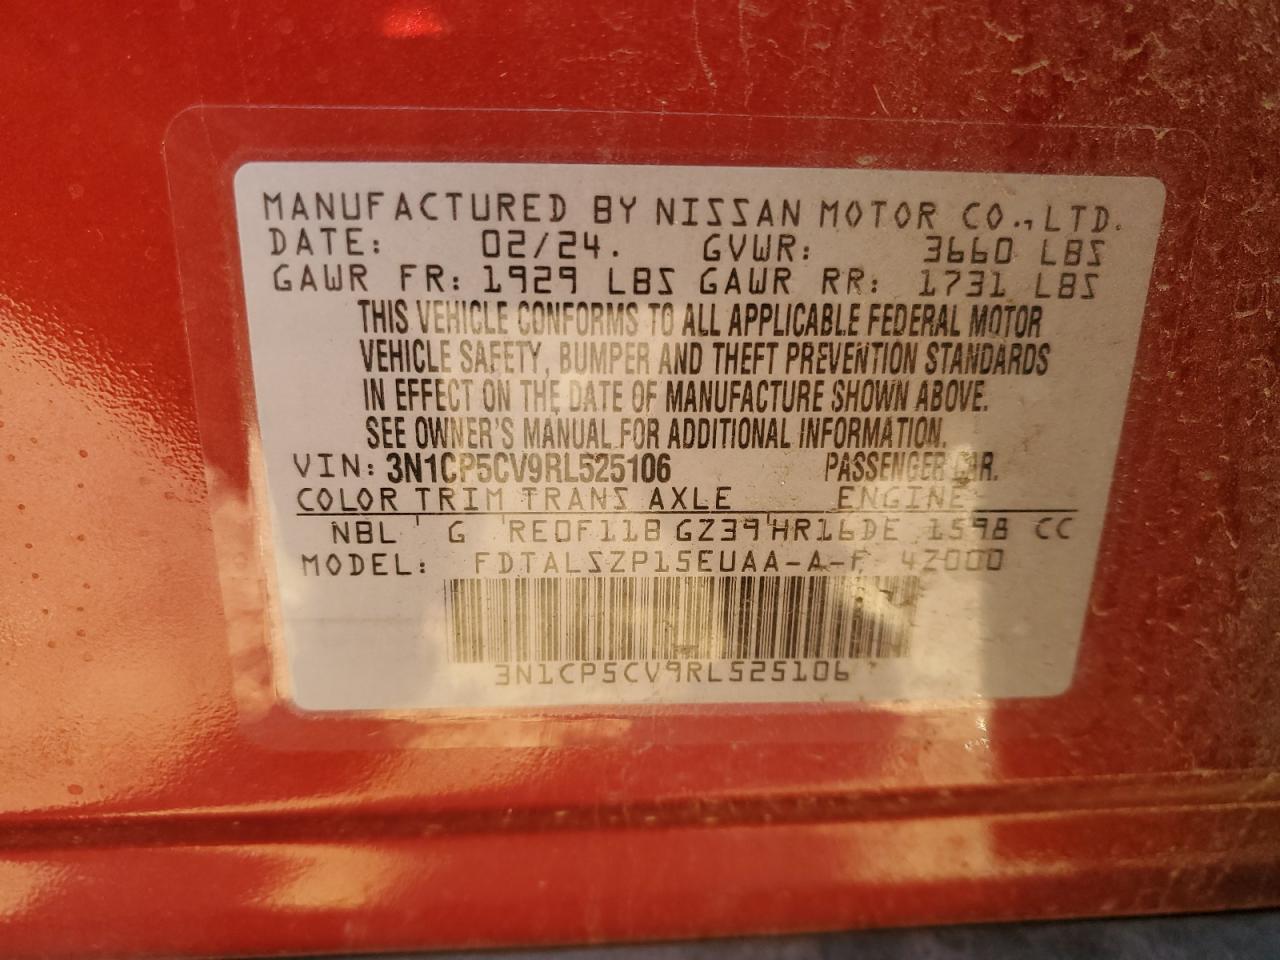 MANUFACTURED BY NISSAN MOTOR CO., LTD.
DATE: 02/24. GVWR: 3660 LBS
GAWR FR: 1929 LBS GAWR RR: 1731 LBS
THIS VEHICLE CONFORMS TO ALL APPLICABLE FEDERAL MOTOR
VEHICLE SAFETY, BUMPER AND THEFT PREVENTION STANDARDS
IN EFFECT ON THE DATE OF MANUFACTURE SHOWN ABOVE.
SEE OWNER'S MANUAL FOR ADDITIONAL INFORMATION.
VIN: 3N1CP5CV9RL525106 PASSENGER CAR.
COLOR TRIM TRANS AXLE ENGINE
NBL G RE0F11B GZ39 HR16DE 1598 CC
MODEL: FDTALSZP15EUAA-A-F 4Z000
3N1CP5CV9RL525106